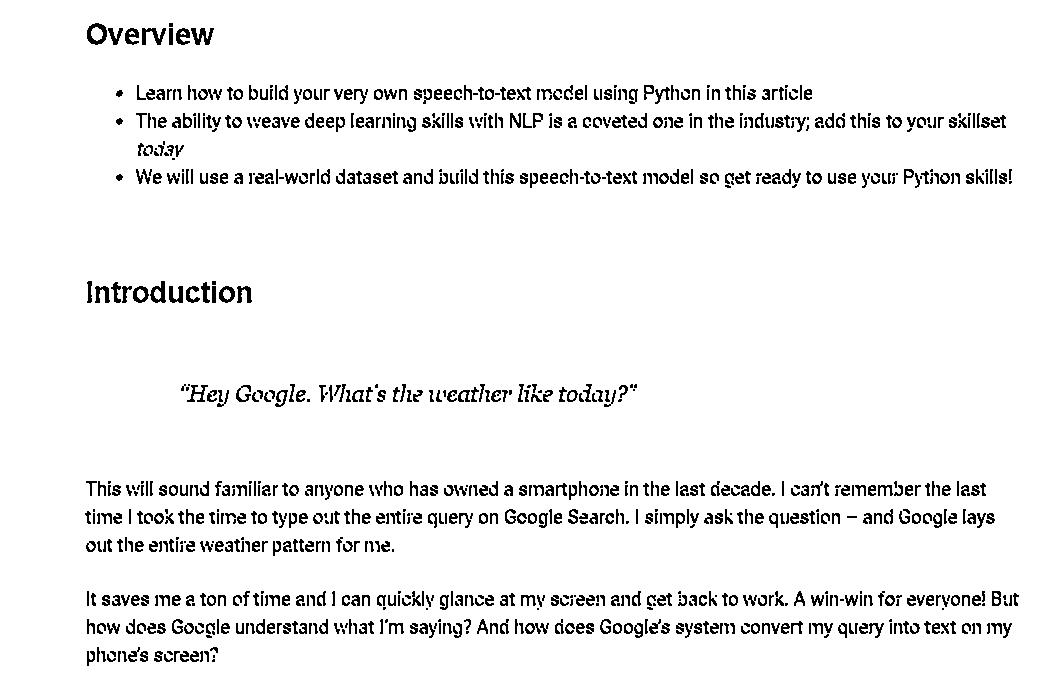 Overview
• Learn how to build your very own speech-to-text model using Python in this article
• The ability to weave deep learning skills with NLP is a coveted one in the industry; add this to your skillset
today
• We will use a real-world dataset and build this speech-to-text model so get ready to use your Python skills!
Introduction
“Hey Google. What's the weather like today?”
This will sound familiar to anyone who has owned a smartphone in the last decade. I can't remember the last
time I took the time to type out the entire query on Google Search. I simply ask the question – and Google lays
out the entire weather pattern for me.
It saves me a ton of time and I can quickly glance at my screen and get back to work. A win-win for everyone! But
how does Google understand what I'm saying? And how does Google's system convert my query into text on my
phone's screen?